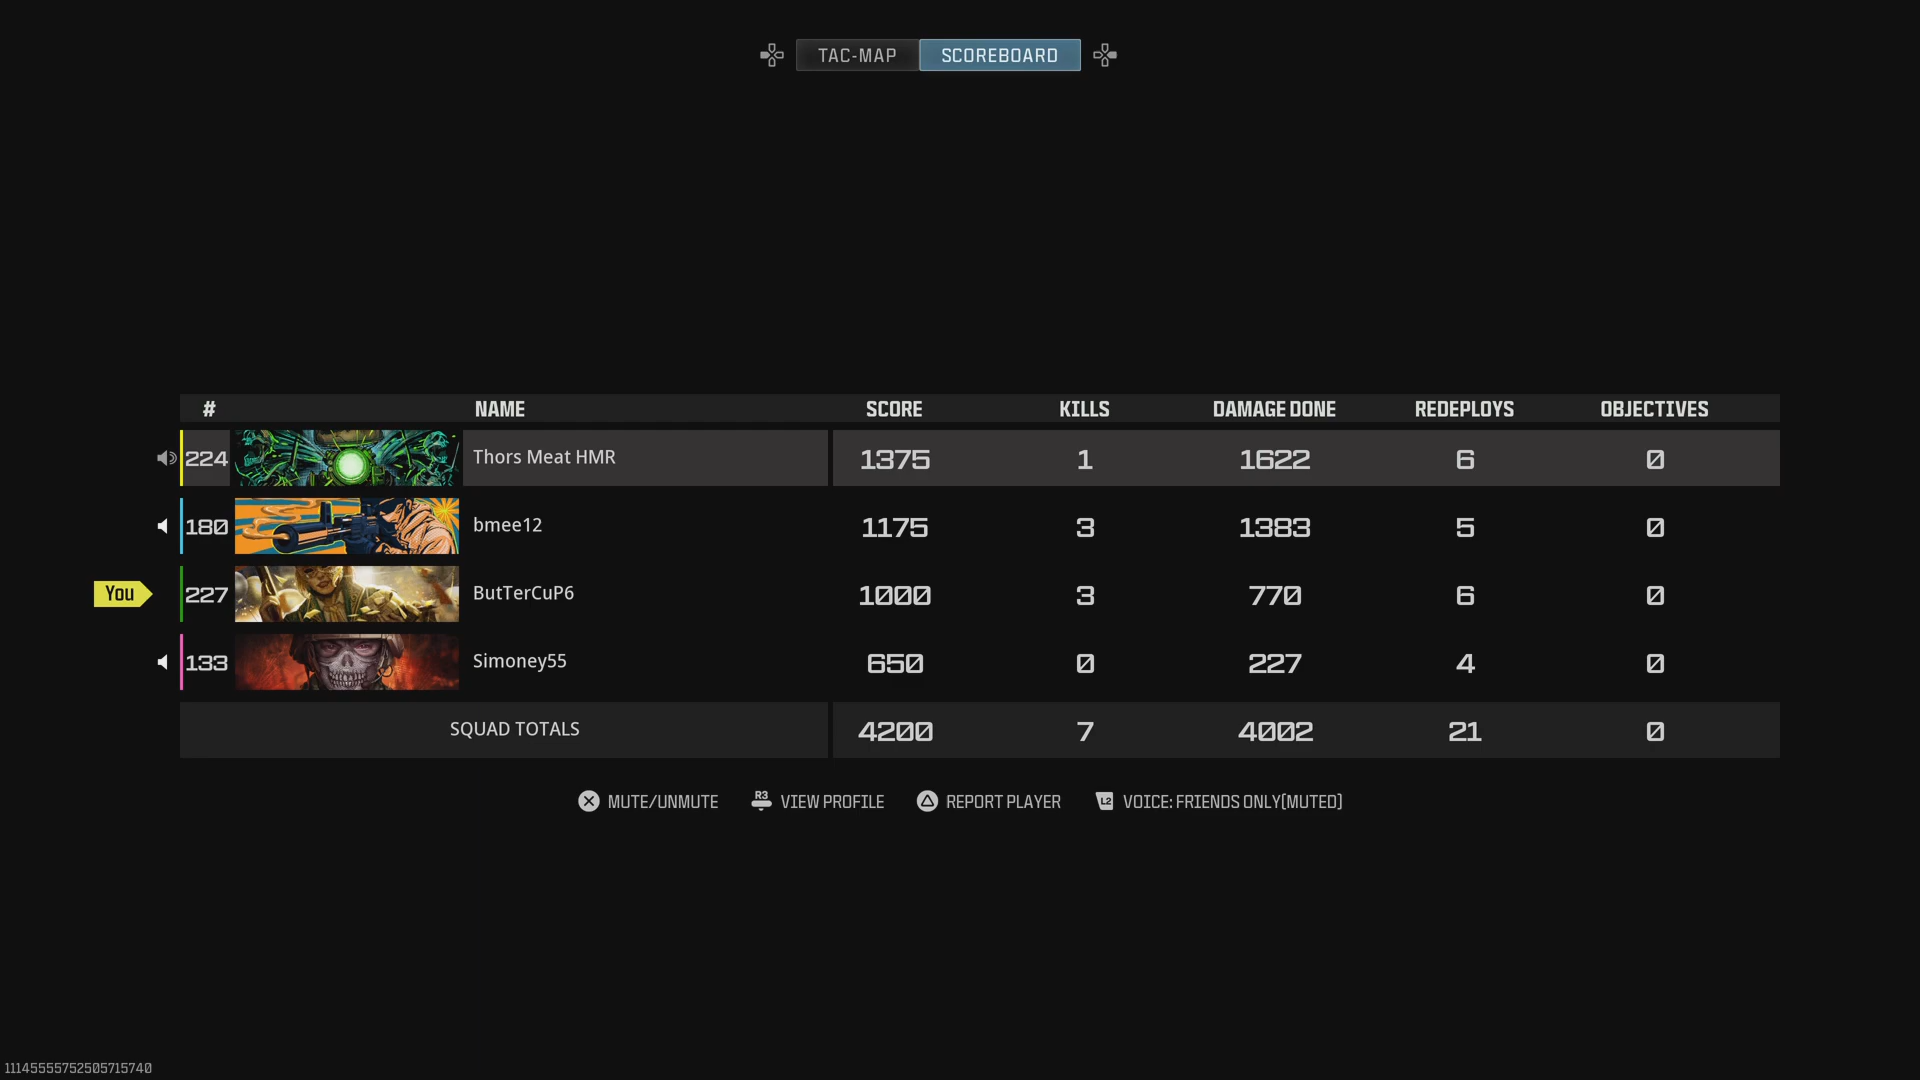 TAC-MAP SCOREBOARD
# NAME SCORE KILLS DAMAGE DONE REDEPLOYS OBJECTIVES
224 Thors Meat HMR 1375 1 1622 6 0
180 bmee12 1175 3 1383 5 0
You 227 ButTerCuP6 1000 3 770 6 0
133 Simoney55 650 0 227 4 0
SQUAD TOTALS 4200 7 4002 21 0
MUTE/UNMUTE R3 VIEW PROFILE REPORT PLAYER L2 VOICE: FRIENDS ONLY(MUTED)
11145555752505715740